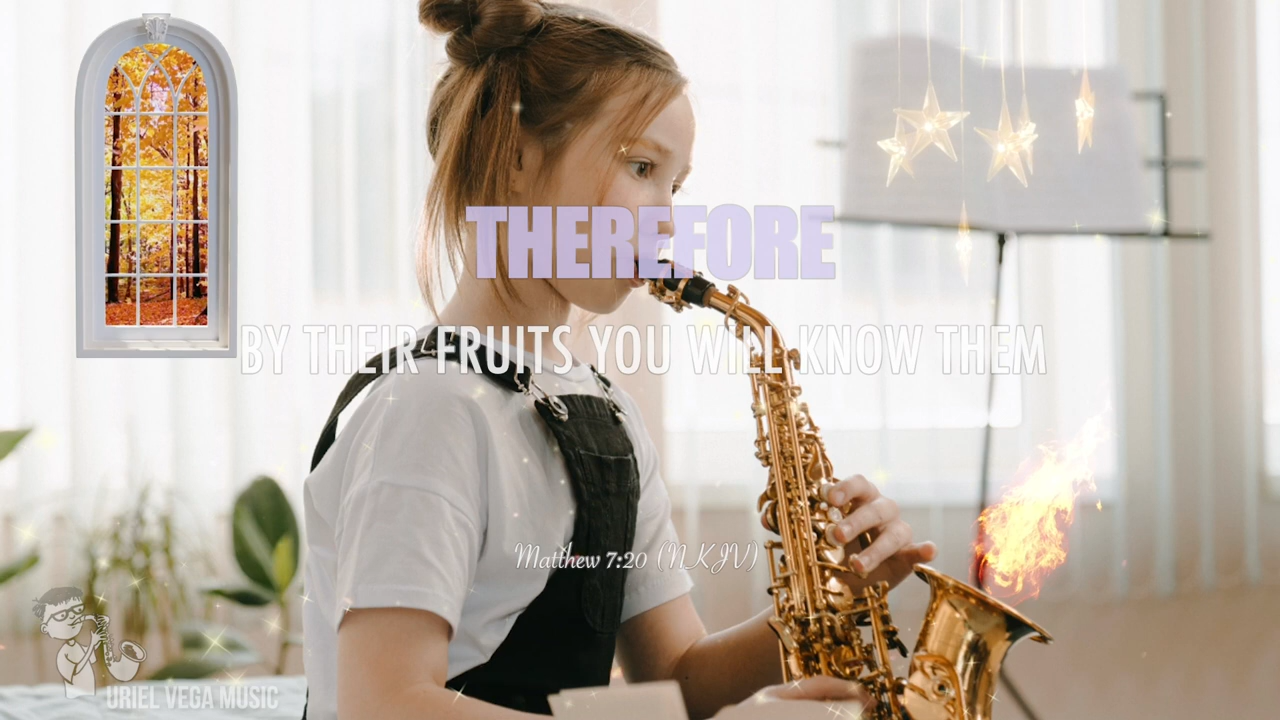 THEREFORE
BY THEIR FRUITS YOU WILL KNOW THEM
Matthew 7:20 (NKJV)
URIEL VEGA MUSIC